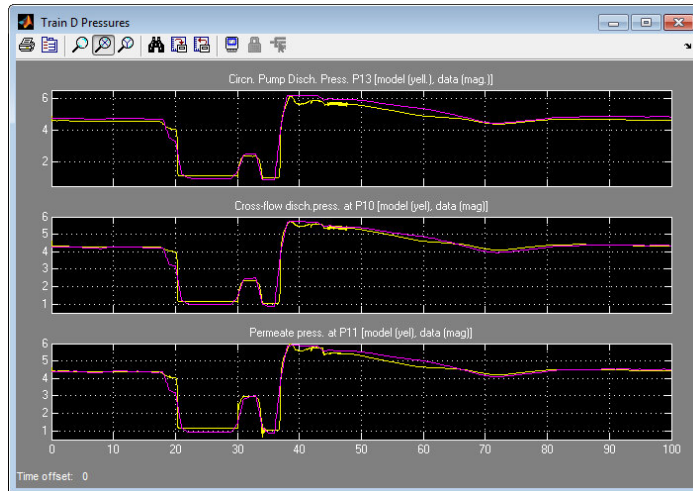 Train D Pressures
Circn. Pump Disch. Press. P13 [model (yell.), data (mag.)]
6
4
2
Cross-flow disch.press. at P10 [model (yel), data (mag)]
6
5
4
3
2
1
Permeate press. at P11 [model (yel), data (mag)]
6
5
4
3
2
1
0 10 20 30 40 50 60 70 80 90 100
Time offset: 0